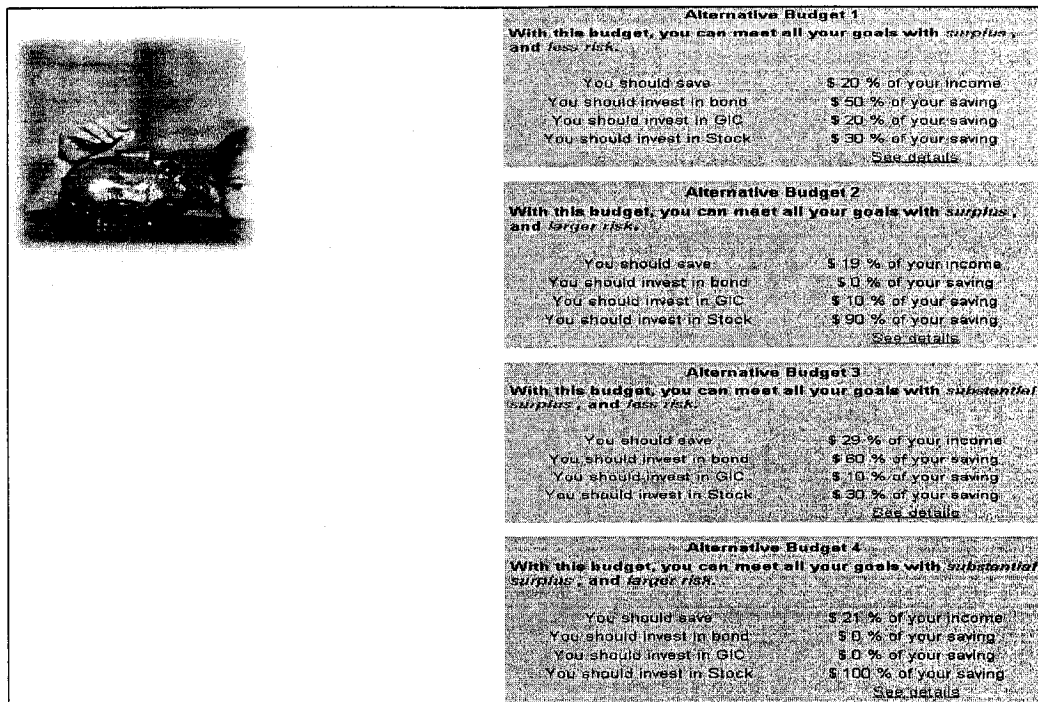 Alternative Budget 1
With this budget, you can meet all your goals with surplus ,
and less risk.
You should save $ 20 % of your income
You should invest in bond $ 50 % of your saving
You should invest in GIC $ 20 % of your saving
You should invest in Stock $ 30 % of your saving
See details
Alternative Budget 2
With this budget, you can meet all your goals with surplus ,
and larger risk.
You should save $ 19 % of your income
You should invest in bond $ 0 % of your saving
You should invest in GIC $ 10 % of your saving
You should invest in Stock $ 90 % of your saving
See details
Alternative Budget 3
With this budget, you can meet all your goals with substantial
surplus , and less risk.
You should save $ 29 % of your income
You should invest in bond $ 60 % of your saving
You should invest in GIC $ 10 % of your saving
You should invest in Stock $ 30 % of your saving
See details
Alternative Budget 4
With this budget, you can meet all your goals with substantial
surplus , and larger risk.
You should save $ 21 % of your income
You should invest in bond $ 0 % of your saving
You should invest in GIC $ 0 % of your saving
You should invest in Stock $ 100 % of your saving
See details